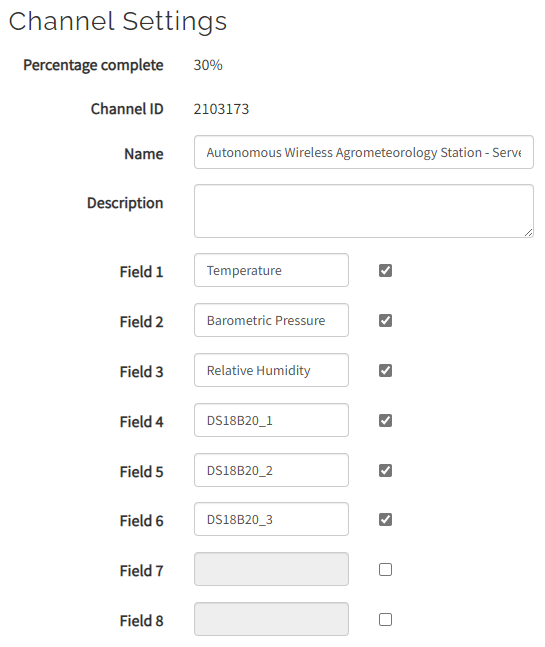 Channel Settings
Percentage complete 30%
Channel ID 2103173
Name Autonomous Wireless Agrometeorology Station - Serve
Description
Field 1 Temperature
Field 2 Barometric Pressure
Field 3 Relative Humidity
Field 4 DS18B20_1
Field 5 DS18B20_2
Field 6 DS18B20_3
Field 7
Field 8